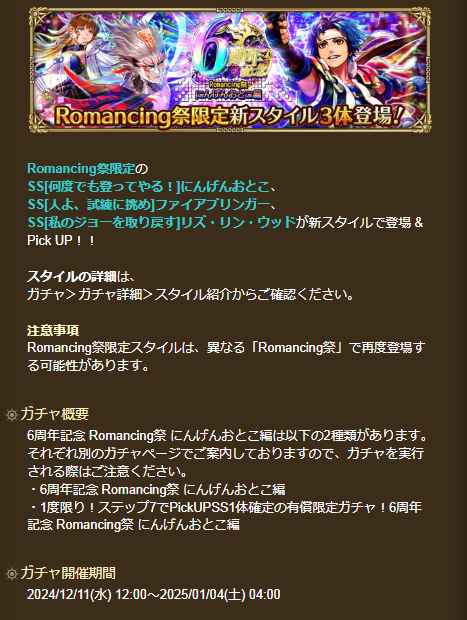 6周年
Romancing祭
にんげんおとこ編
Romancing祭限定新スタイル3体登場!
Romancing祭限定の
SS[何度でも登ってやる！]にんげんおとこ、
SS[人よ、試練に挑め]ファイアブリンガー、
SS[私のジョーを取り戻す]リズ・リン・ウッドが新スタイルで登場 &
Pick UP！！
スタイルの詳細は、
ガチャ＞ガチャ詳細＞スタイル紹介からご確認ください。
注意事項
Romancing祭限定スタイルは、異なる「Romancing祭」で再度登場す
る可能性があります。
ガチャ概要
6周年記念 Romancing祭 にんげんおとこ編は以下の2種類があります。
それぞれ別のガチャページでご案内しておりますので、ガチャを実行
される際はご注意ください。
・6周年記念 Romancing祭 にんげんおとこ編
・1度限り！ステップ7でPickUPSS1体確定の有償限定ガチャ！6周年
記念 Romancing祭 にんげんおとこ編
ガチャ開催期間
2024/12/11(水) 12:00～2025/01/04(土) 04:00